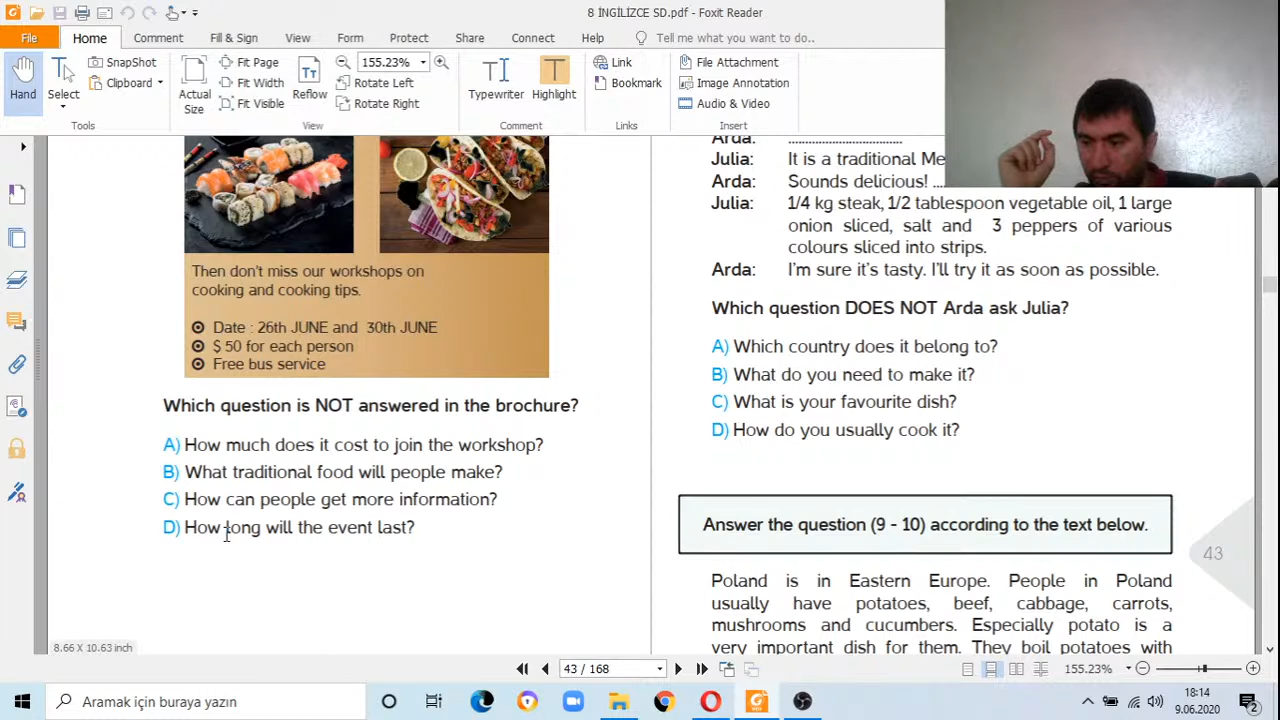 8 İNGİLİZCE SD.pdf - Foxit Reader
File Home Comment Fill & Sign View Form Protect Share Connect Help Tell me what you want to do..
Hand
Select
SnapShot
Clipboard
Actual Size
Fit Page
Fit Width
Fit Visible
Reflow
155.23%
Rotate Left
Rotate Right
Typewriter
Highlight
Link
Bookmark
File Attachment
Image Annotation
Audio & Video
Tools View Comment Links Insert
Then don't miss our workshops on
cooking and cooking tips.
Date : 26th JUNE and 30th JUNE
$ 50 for each person
Free bus service
Which question is NOT answered in the brochure?
A) How much does it cost to join the workshop?
B) What traditional food will people make?
C) How can people get more information?
D) How long will the event last?
Arda: ..................................
Julia: It is a traditional Me
Arda: Sounds delicious! ...
Julia: 1/4 kg steak, 1/2 tablespoon vegetable oil, 1 large
onion sliced, salt and 3 peppers of various
colours sliced into strips.
Arda: I'm sure it's tasty. I'll try it as soon as possible.
Which question DOES NOT Arda ask Julia?
A) Which country does it belong to?
B) What do you need to make it?
C) What is your favourite dish?
D) How do you usually cook it?
Answer the question (9 - 10) according to the text below.
43
Poland is in Eastern Europe. People in Poland
usually have potatoes, beef, cabbage, carrots,
mushrooms and cucumbers. Especially potato is a
very important dish for them. They boil potatoes with
8.66 x 10.63 inch
43 / 168
155.23%
Aramak için buraya yazın
18:14
9.06.2020
2